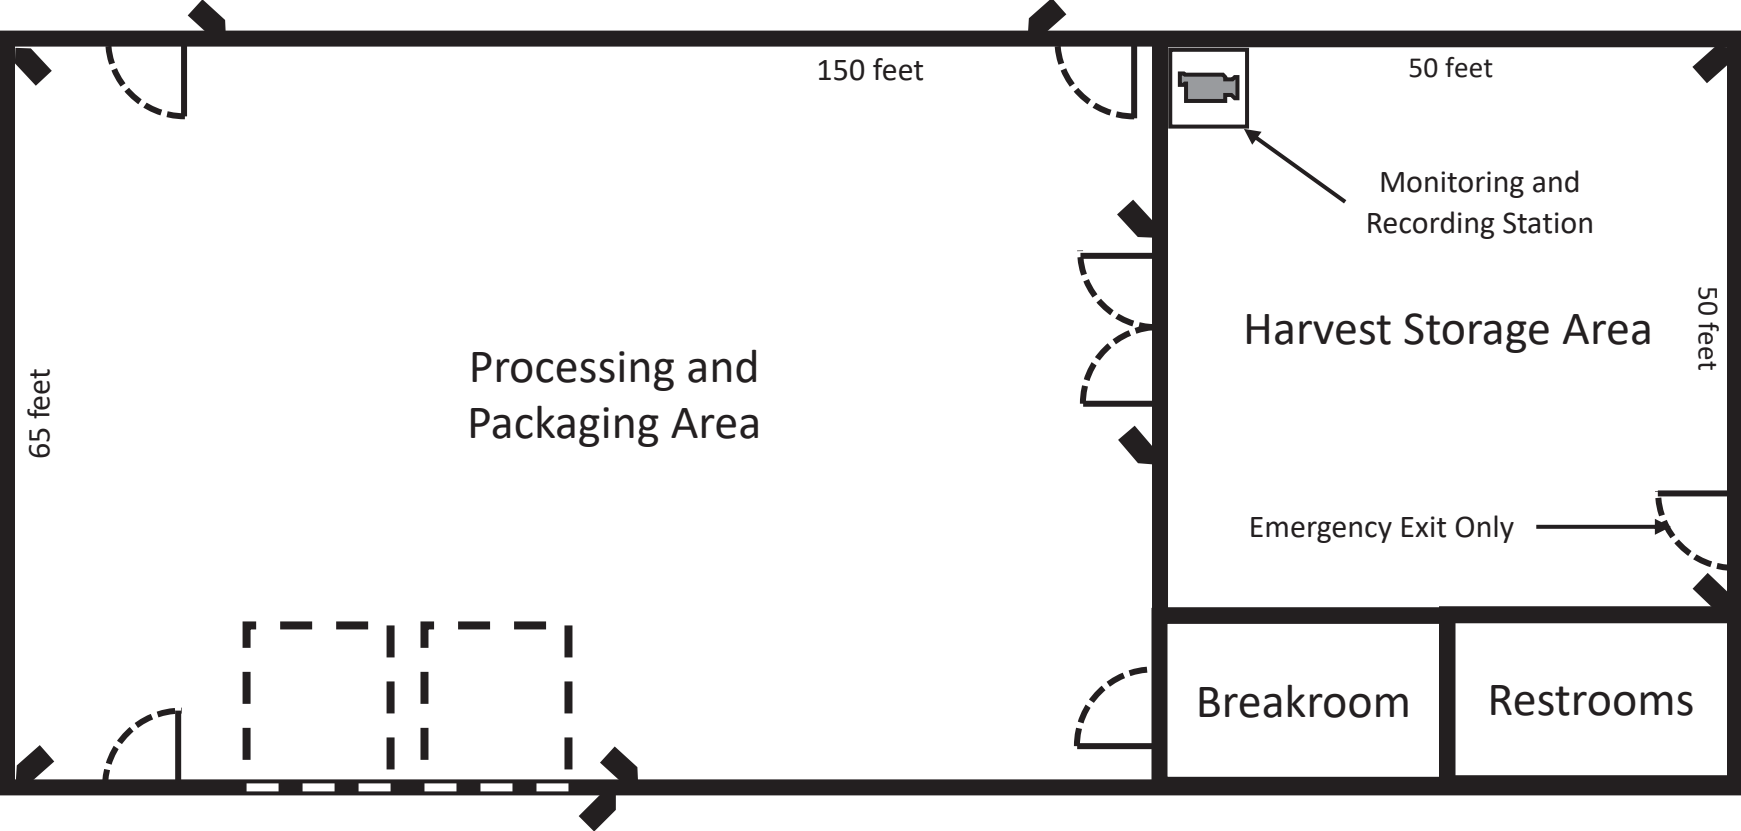 150 feet
50 feet
Monitoring and
Recording Station
Harvest Storage Area
50 feet
Processing and
Packaging Area
65 feet
Emergency Exit Only
Breakroom
Restrooms